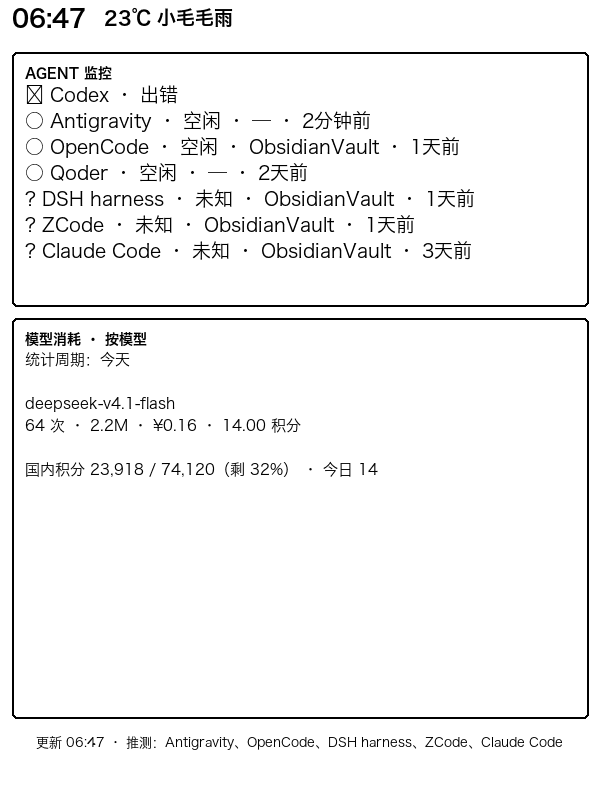 06:47 23℃ 小毛毛雨
AGENT 监控
☒ Codex · 出错
○ Antigravity · 空闲 · — · 2分钟前
○ OpenCode · 空闲 · ObsidianVault · 1天前
○ Qoder · 空闲 · — · 2天前
? DSH harness · 未知 · ObsidianVault · 1天前
? ZCode · 未知 · ObsidianVault · 1天前
? Claude Code · 未知 · ObsidianVault · 3天前
模型消耗 · 按模型
统计周期：今天
deepseek-v4.1-flash
64 次 · 2.2M · ¥0.16 · 14.00 积分
国内积分 23,918 / 74,120（剩 32%） · 今日 14
更新 06:47 · 推测：Antigravity、OpenCode、DSH harness、ZCode、Claude Code